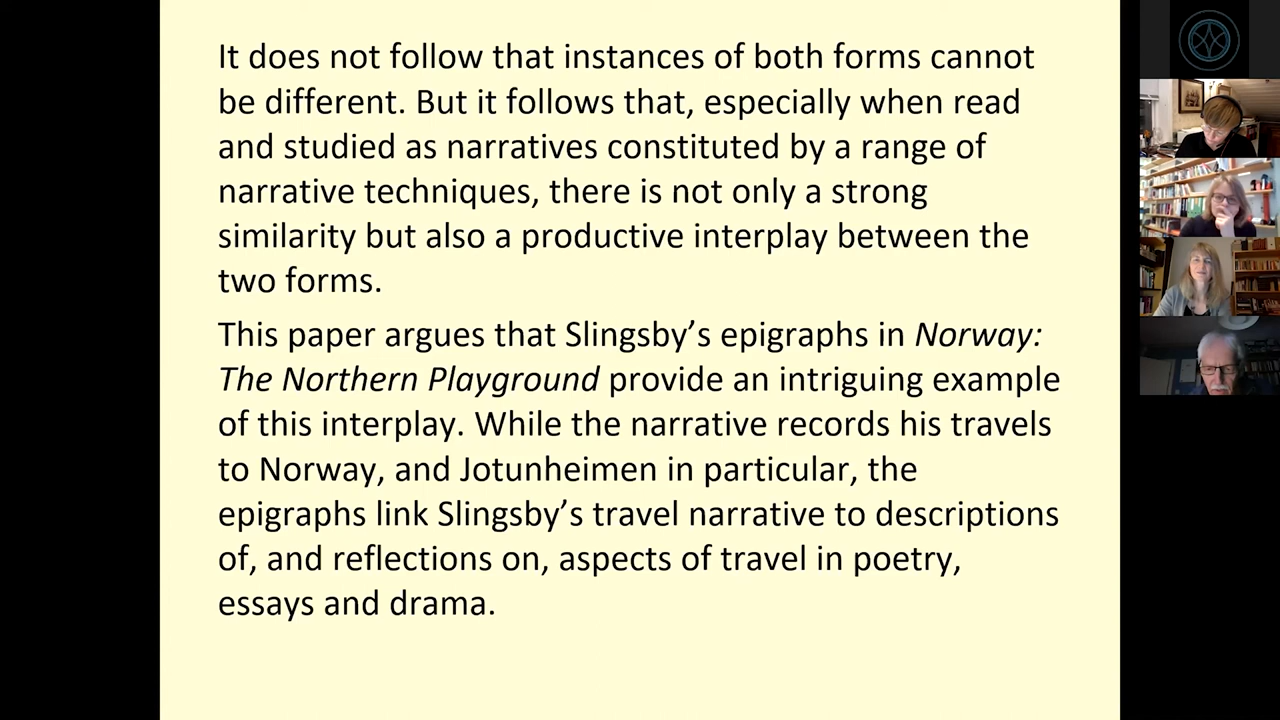 It does not follow that instances of both forms cannot
be different. But it follows that, especially when read
and studied as narratives constituted by a range of
narrative techniques, there is not only a strong
similarity but also a productive interplay between the
two forms.
This paper argues that Slingsby’s epigraphs in Norway:
The Northern Playground provide an intriguing example
of this interplay. While the narrative records his travels
to Norway, and Jotunheimen in particular, the
epigraphs link Slingsby’s travel narrative to descriptions
of, and reflections on, aspects of travel in poetry,
essays and drama.